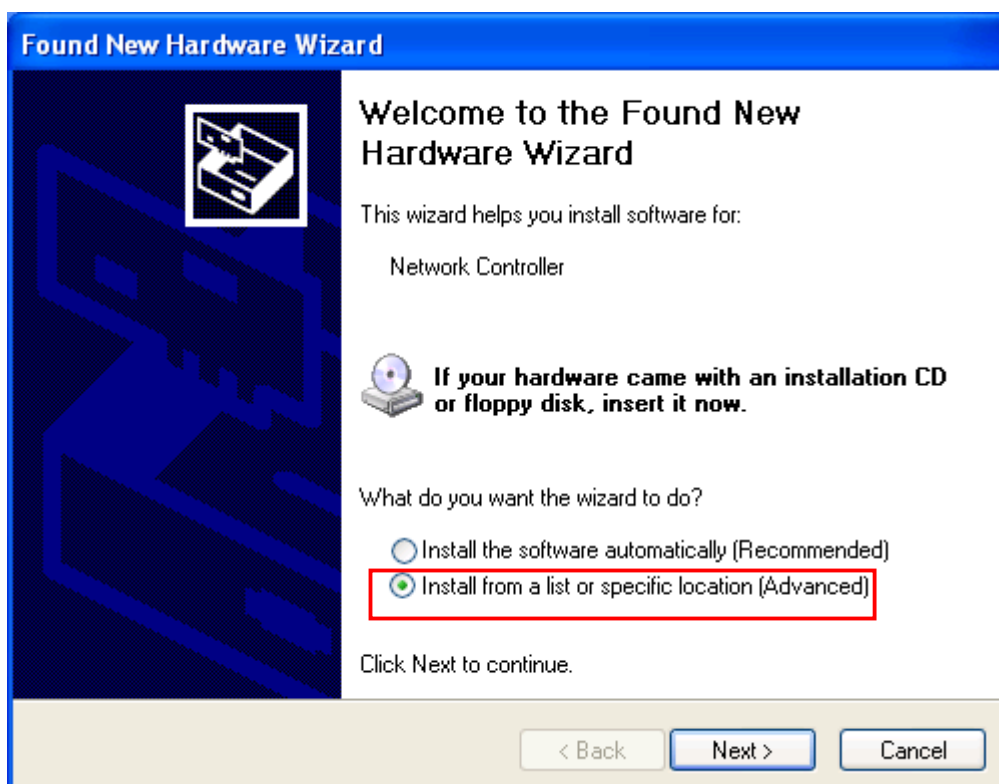 Found New Hardware Wizard
Welcome to the Found New
Hardware Wizard
This wizard helps you install software for:
Network Controller
If your hardware came with an installation CD
or floppy disk, insert it now.
What do you want the wizard to do?
Install the software automatically (Recommended)
Install from a list or specific location (Advanced)
Click Next to continue.
< Back Next > Cancel